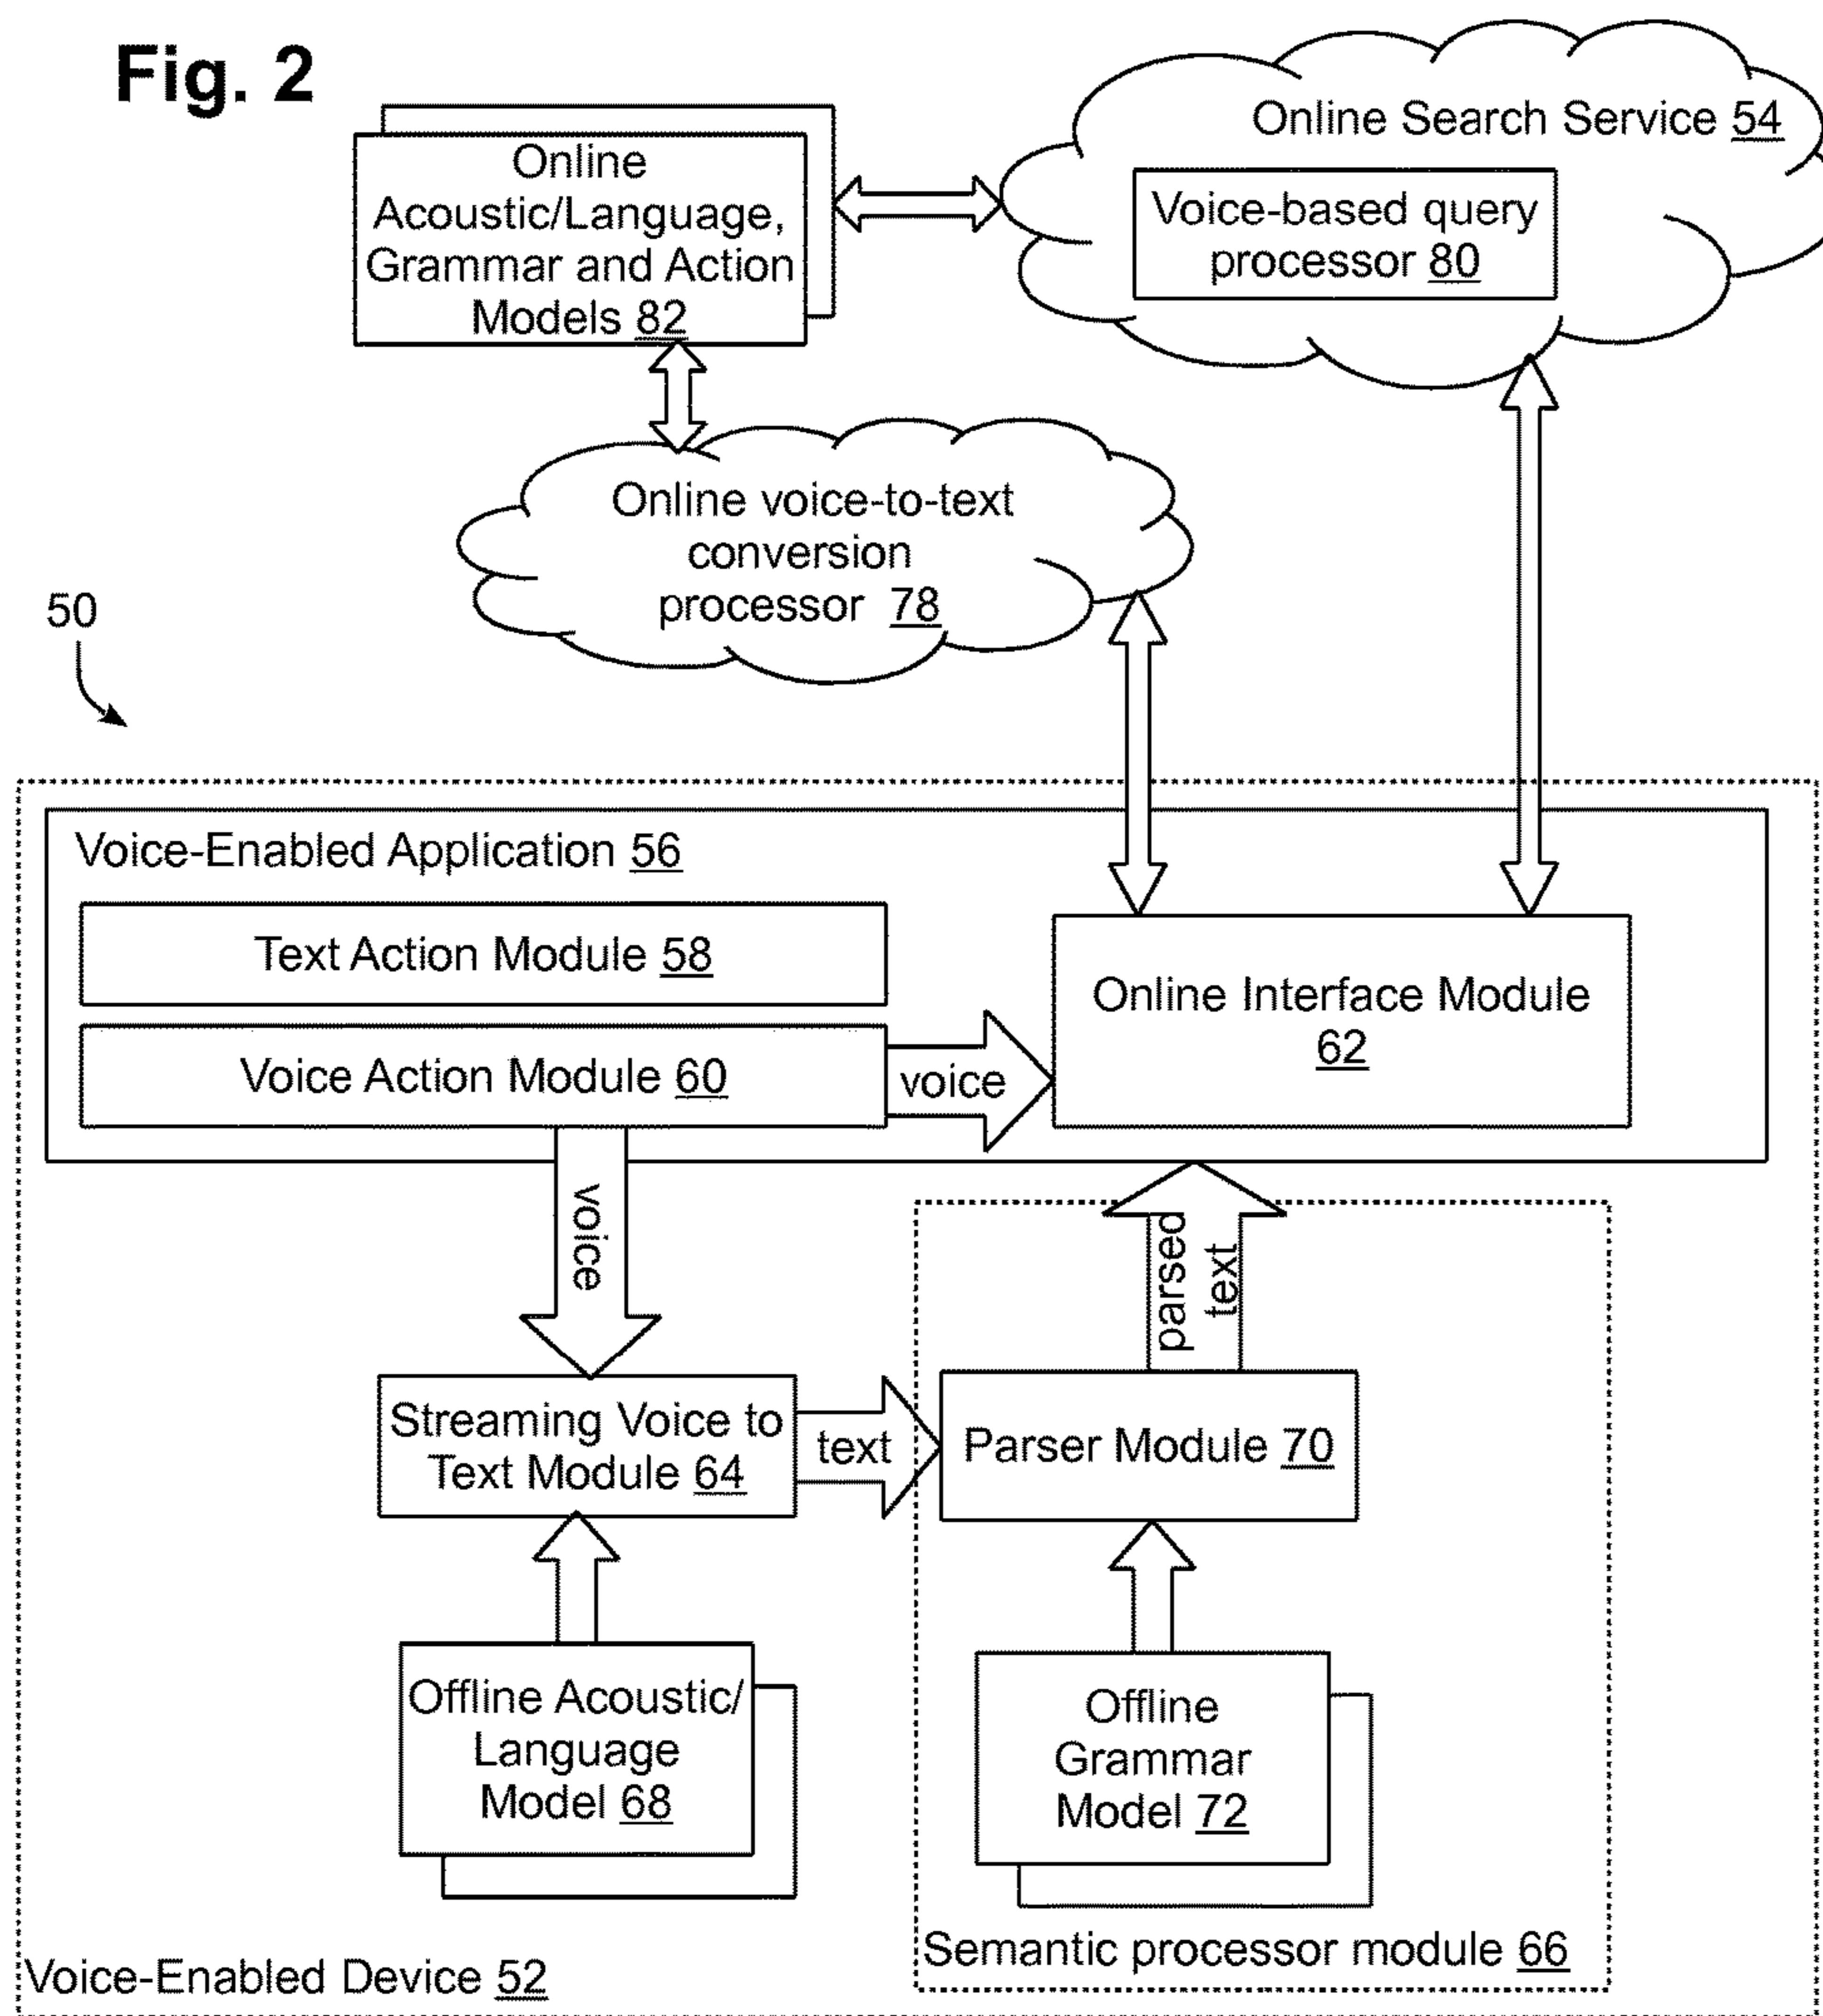 Fig. 2
Online
Acoustic/Language,
Grammar and Action
Models 82
Online Search Service 54
Voice-based query
processor 80
Online voice-to-text
conversion
processor 78
50
Voice-Enabled Application 56
Text Action Module 58
Voice Action Module 60
voice
Online Interface Module
62
voice
parsed
text
Streaming Voice to
Text Module 64
text
Parser Module 70
Offline Acoustic/
Language
Model 68
Offline
Grammar
Model 72
Semantic processor module 66
Voice-Enabled Device 52